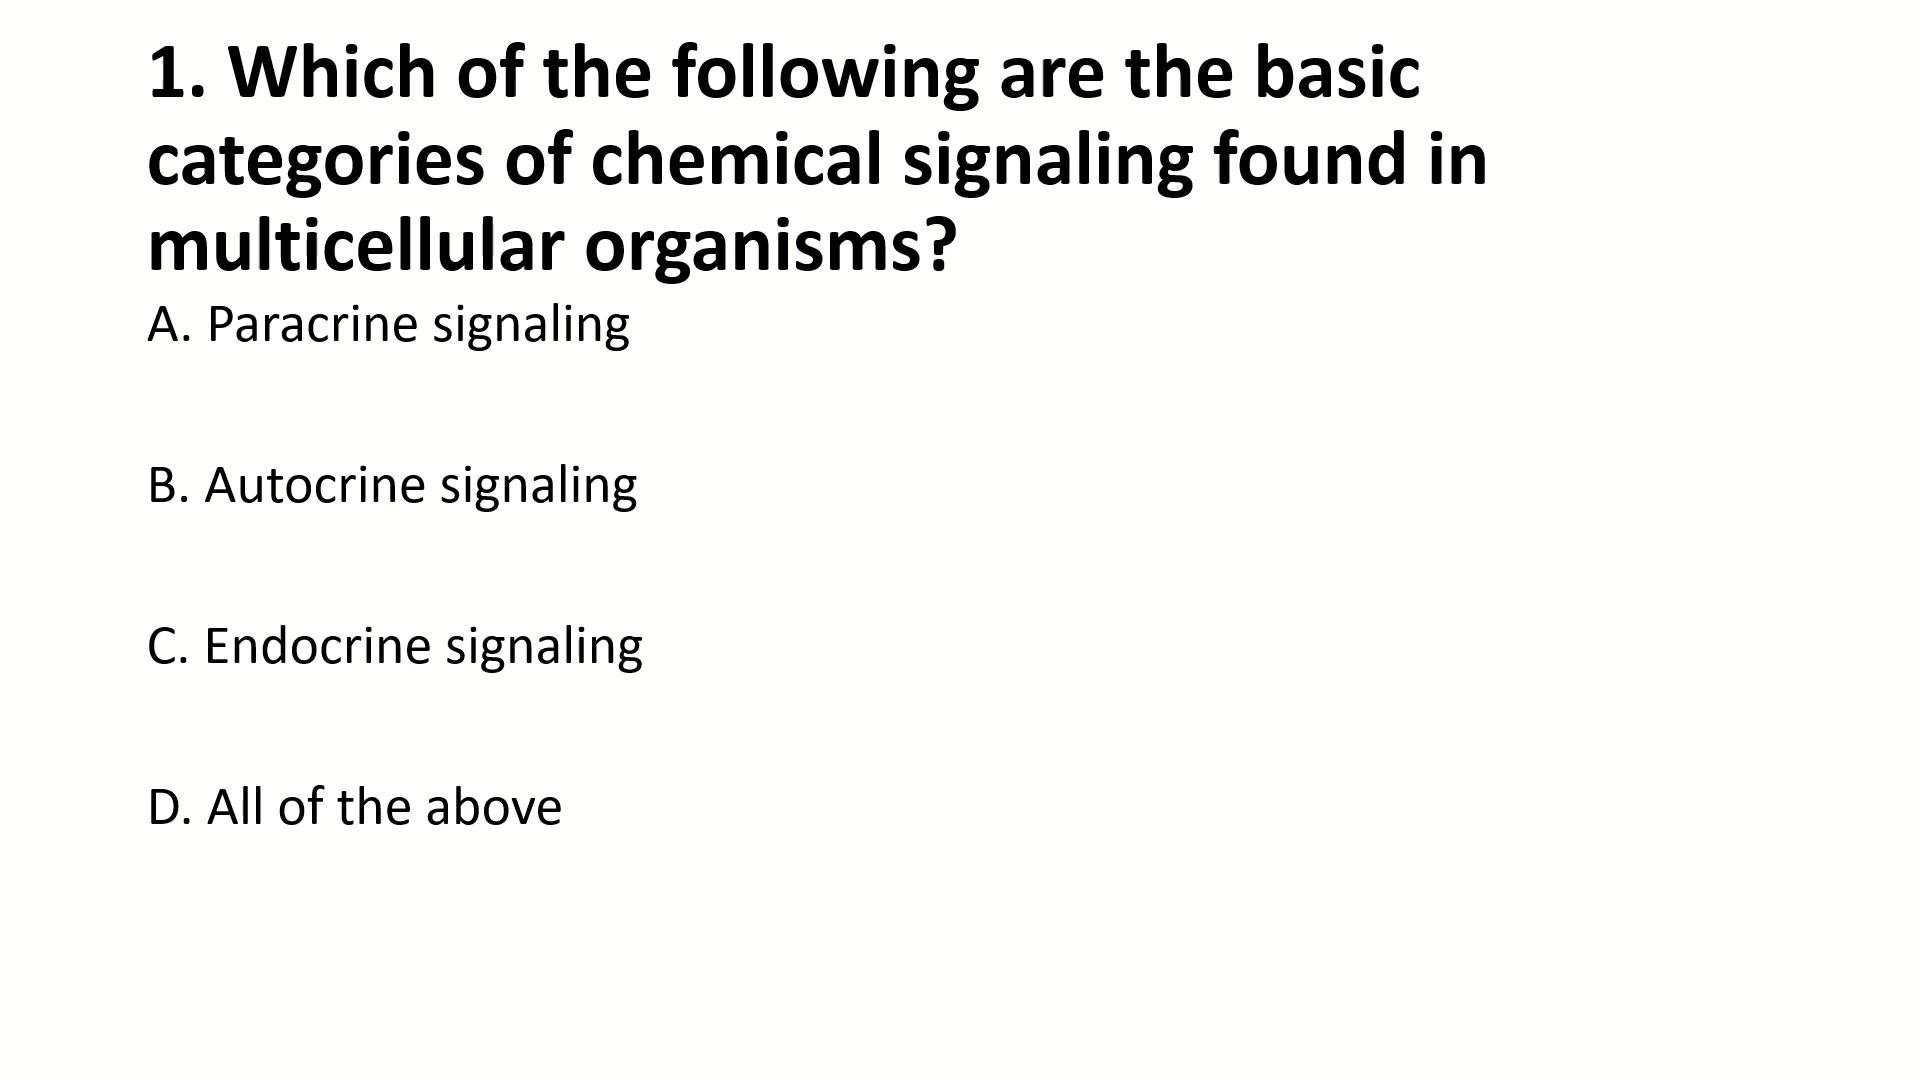 1. Which of the following are the basic
categories of chemical signaling found in
multicellular organisms?
A. Paracrine signaling
B. Autocrine signaling
C. Endocrine signaling
D. All of the above